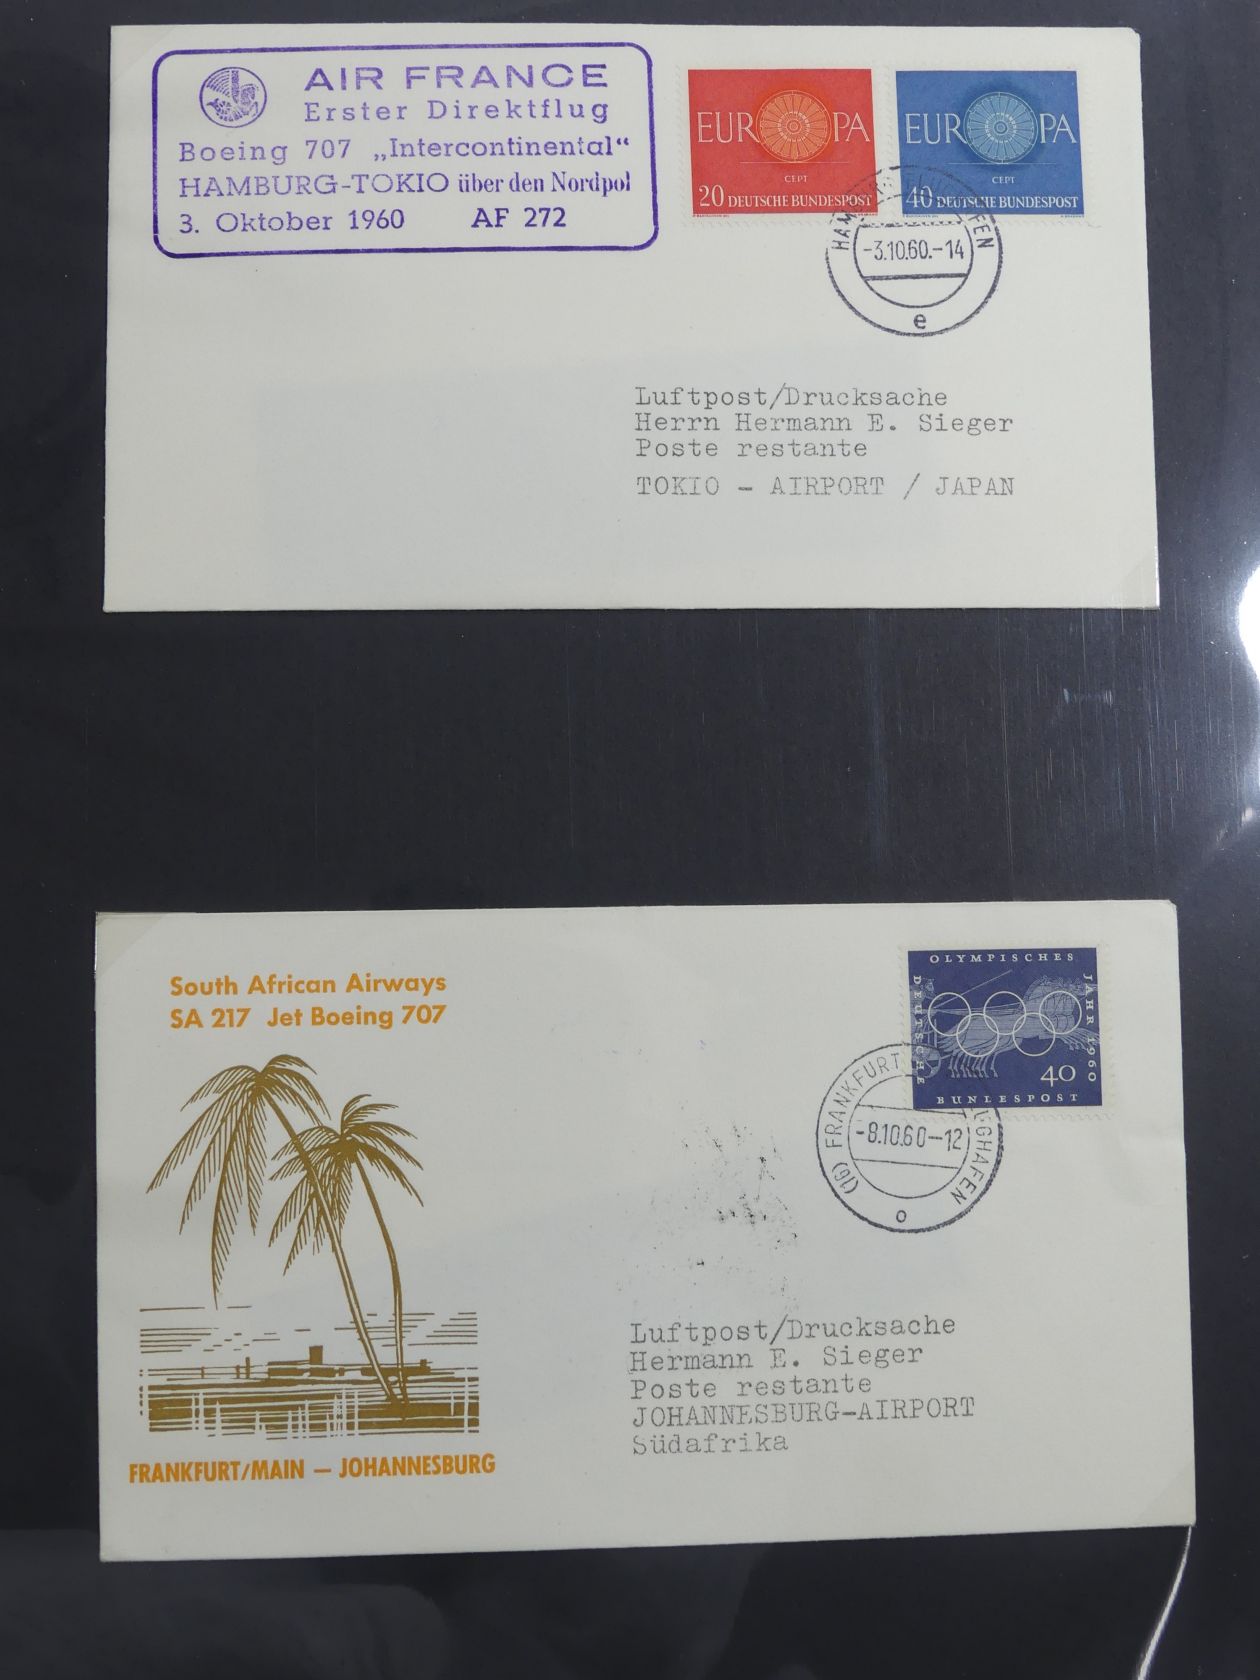 AIR FRANCE
Erster Direktflug
Boeing 707 „Intercontinental“
HAMBURG-TOKIO über den Nordpol
3. Oktober 1960 AF 272
EUROPA
CEPT
20 DEUTSCHE BUNDESPOST
EUROPA
CEPT
40 DEUTSCHE BUNDESPOST
-3.10.60.-14
e
Luftpost/Drucksache
Herrn Hermann E. Sieger
Poste restante
TOKIO - AIRPORT / JAPAN
South African Airways
SA 217 Jet Boeing 707
FRANKFURT/MAIN — JOHANNESBURG
OLYMPISCHES
JAHR 1960
DEUTSCHE
BUNDESPOST
40
(16) FRANKFURT
UGHAFEN
-8.10.60-12
o
Luftpost/Drucksache
Hermann E. Sieger
Poste restante
JOHANNESBURG-AIRPORT
Südafrika